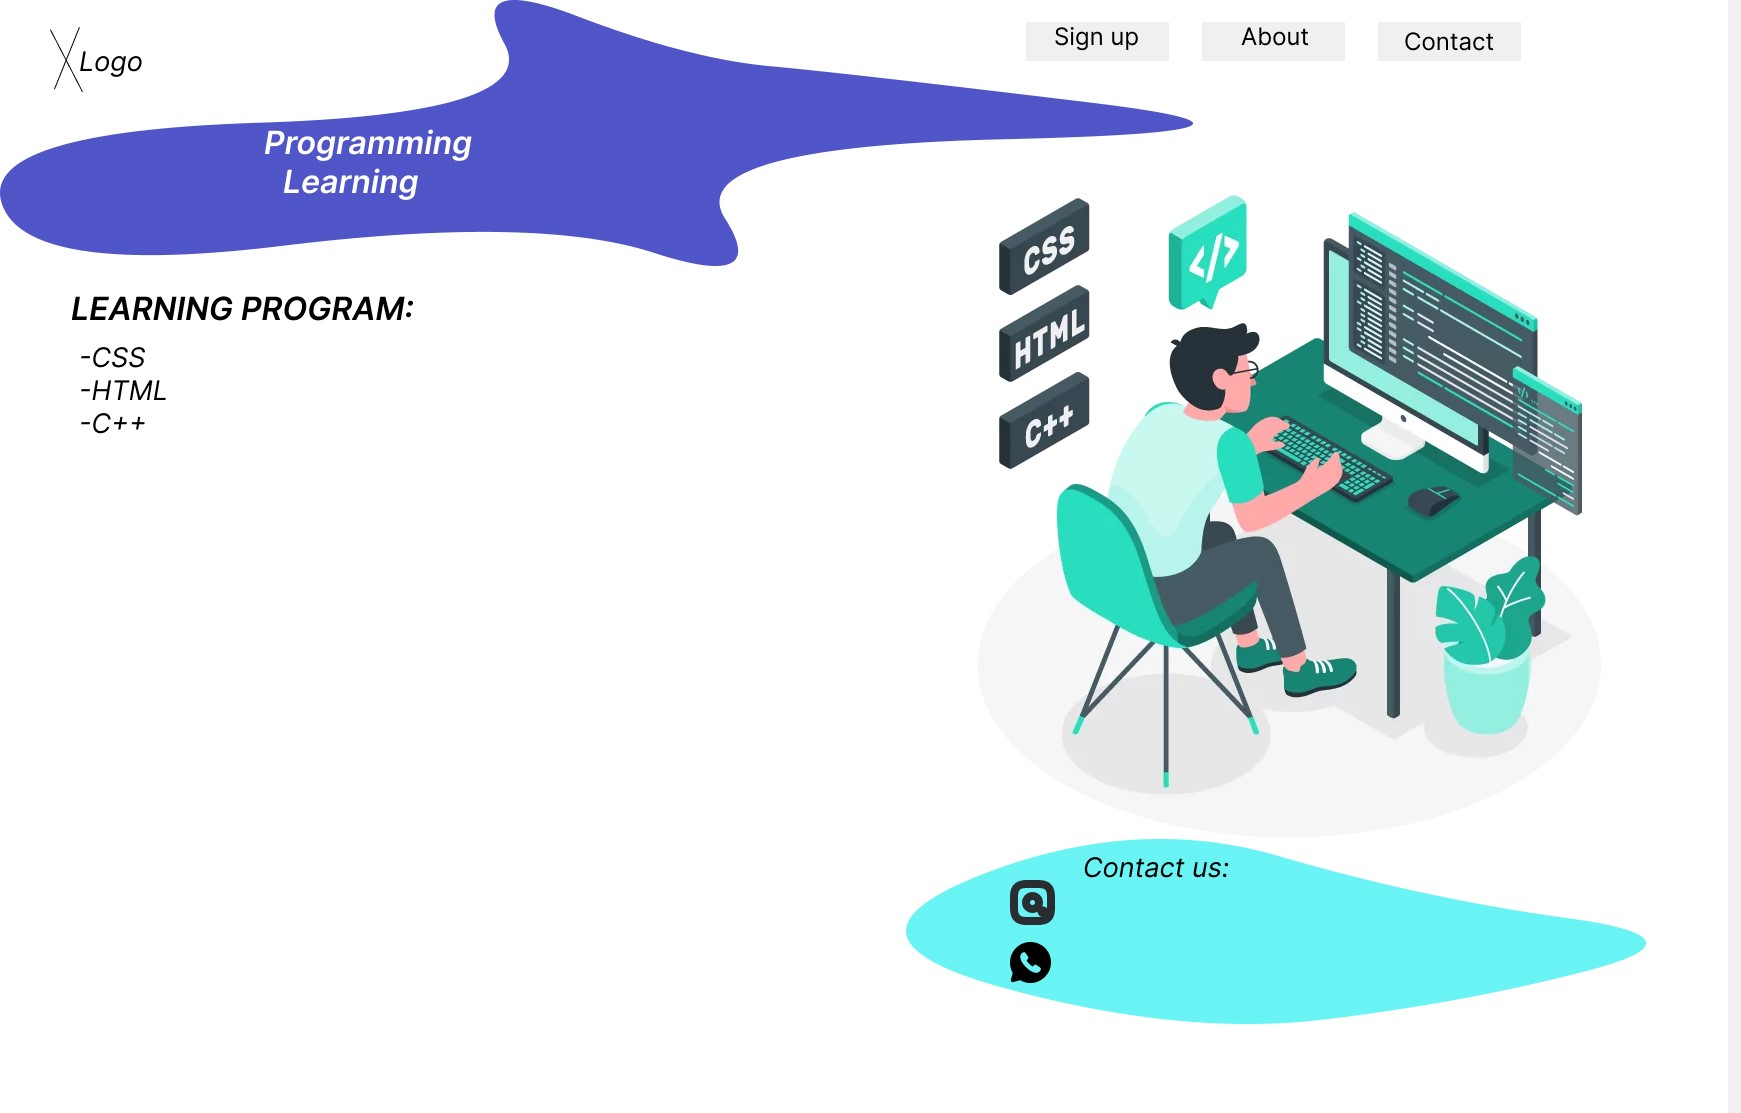 Logo
Sign up
About
Contact
Programming
Learning
LEARNING PROGRAM:
-CSS
-HTML
-C++
CSS
</>
HTML
C++
Contact us: